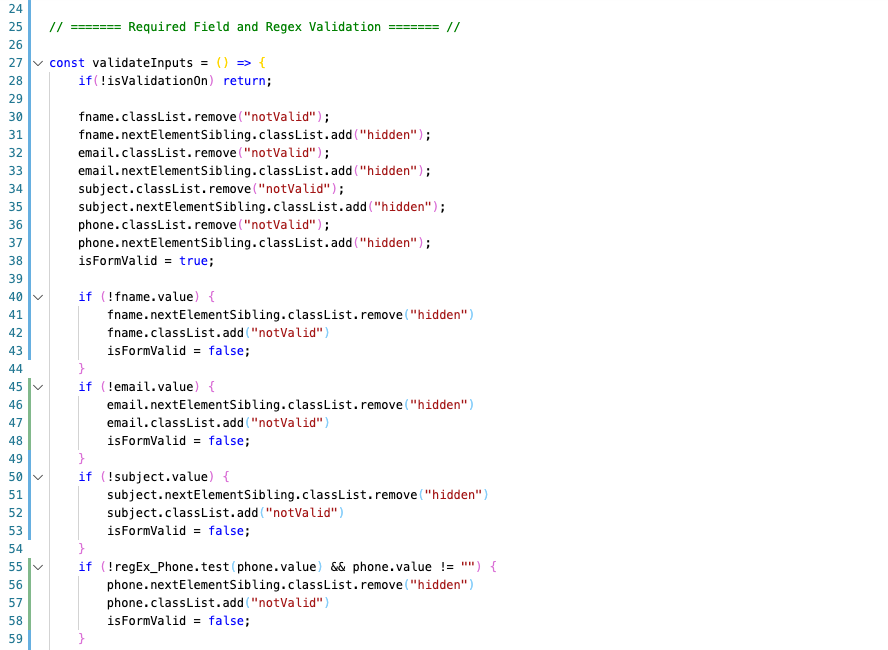 24
25 // ======= Required Field and Regex Validation ======= //
26
27 const validateInputs = () => {
28 if(!isValidationOn) return;
29
30 fname.classList.remove("notValid");
31 fname.nextElementSibling.classList.add("hidden");
32 email.classList.remove("notValid");
33 email.nextElementSibling.classList.add("hidden");
34 subject.classList.remove("notValid");
35 subject.nextElementSibling.classList.add("hidden");
36 phone.classList.remove("notValid");
37 phone.nextElementSibling.classList.add("hidden");
38 isFormValid = true;
39
40 if (!fname.value) {
41 fname.nextElementSibling.classList.remove("hidden")
42 fname.classList.add("notValid")
43 isFormValid = false;
44 }
45 if (!email.value) {
46 email.nextElementSibling.classList.remove("hidden")
47 email.classList.add("notValid")
48 isFormValid = false;
49 }
50 if (!subject.value) {
51 subject.nextElementSibling.classList.remove("hidden")
52 subject.classList.add("notValid")
53 isFormValid = false;
54 }
55 if (!regEx_Phone.test(phone.value) && phone.value != "") {
56 phone.nextElementSibling.classList.remove("hidden")
57 phone.classList.add("notValid")
58 isFormValid = false;
59 }